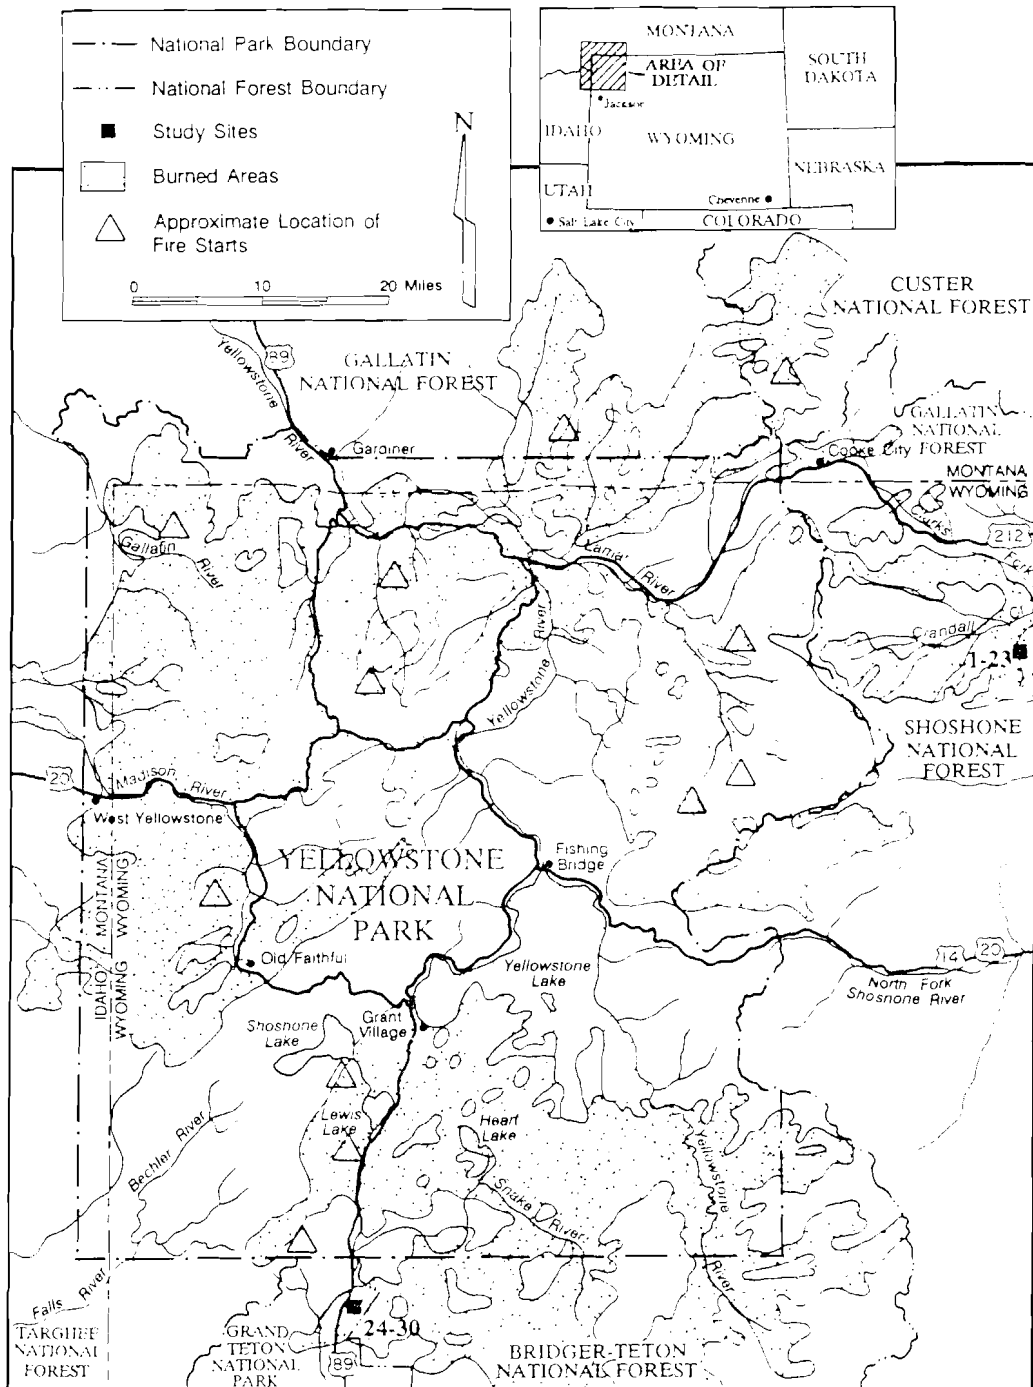 National Park Boundary
National Forest Boundary
Study Sites
Burned Areas
Approximate Location of
Fire Starts
N
0 10 20 Miles
MONTANA
SOUTH
DAKOTA
AREA OF
DETAIL
Jackson
IDAHO
WYOMING
NEBRASKA
UTAH
Cheyenne
Salt Lake City
COLORADO
CUSTER
NATIONAL FOREST
89
Yellowstone
River
GALLATIN
NATIONAL FOREST
GALLATIN
NATIONAL
FOREST
Gardiner
Cooke City
MONTANA
WYOMING
Clarks
Fork
212
Gallatin
River
Lamar
River
Crandall
Cr
1-23
River
Yellowstone
SHOSHONE
NATIONAL
FOREST
20
Madison
River
West Yellowstone
Fishing
Bridge
YELLOWSTONE
NATIONAL
PARK
IDAHO
MONTANA
WYOMING
WYOMING
Old Faithful
Yellowstone
Lake
14
20
North Fork
Shoshone River
Grant
Village
Shoshone
Lake
Lewis
Lake
Heart
Lake
Bechler River
Snake River
Yellowstone
River
Falls River
TARGHEE
NATIONAL
FOREST
24-30
GRAND
TETON
NATIONAL
PARK
89
BRIDGER-TETON
NATIONAL FOREST